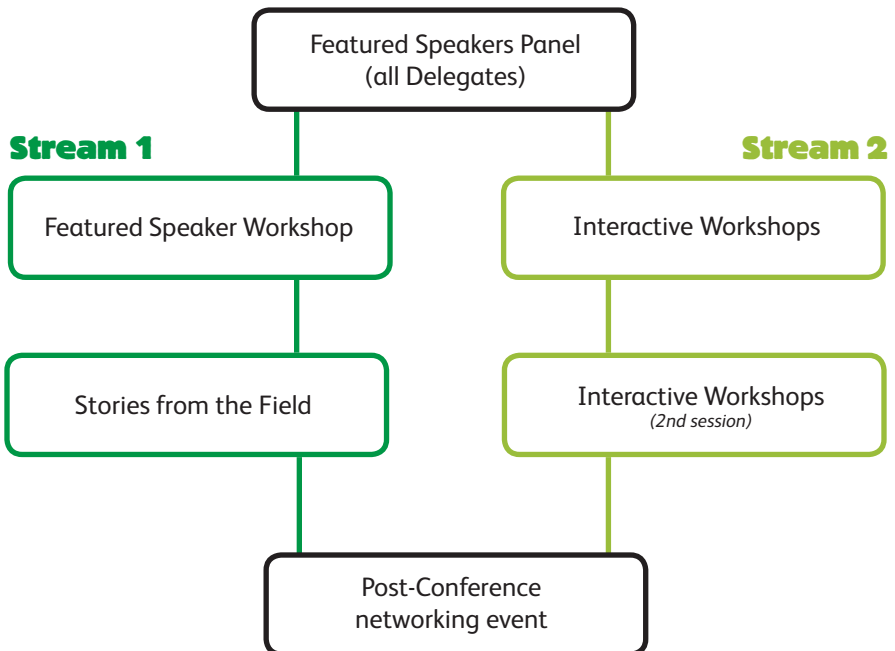 Featured Speakers Panel
(all Delegates)
Stream 1
Stream 2
Featured Speaker Workshop
Interactive Workshops
Stories from the Field
Interactive Workshops
(2nd session)
Post-Conference
networking event